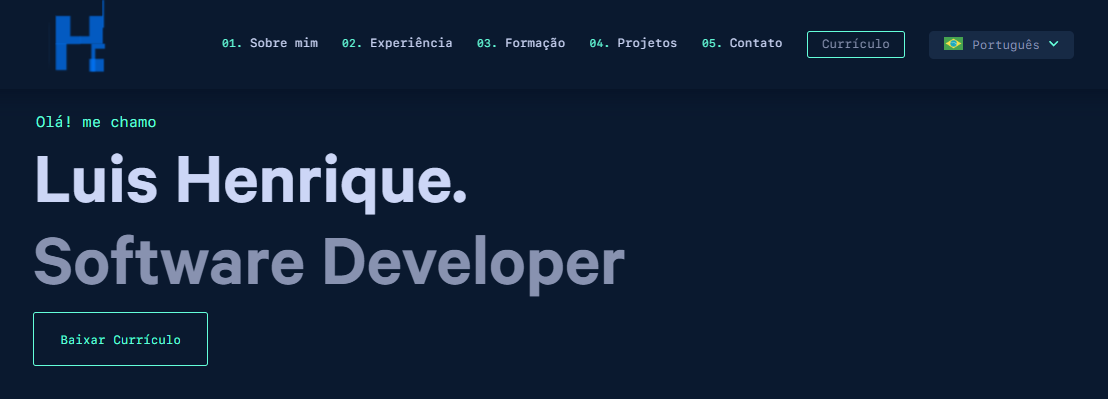 H.
01. Sobre mim 02. Experiência 03. Formação 04. Projetos 05. Contato Currículo Português
Olá! me chamo
Luis Henrique.
Software Developer
Baixar Currículo